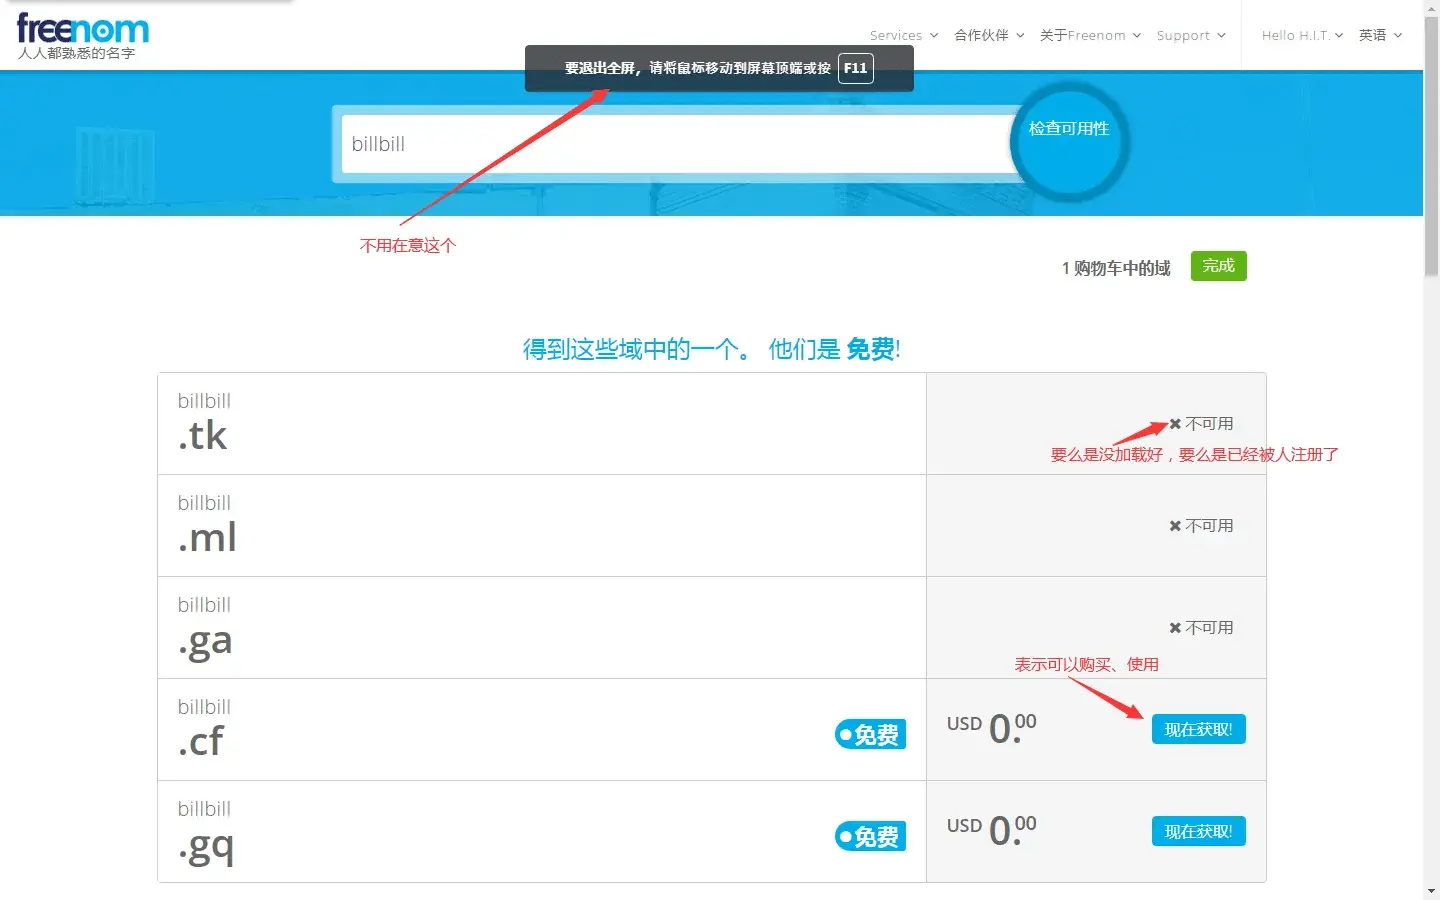 freenom
人人都熟悉的名字
Services 合作伙伴 关于Freenom Support Hello H.I.T. 英语
要退出全屏，请将鼠标移动到屏幕顶端或按 F11
billbill
检查可用性
不用在意这个
1 购物车中的域 完成
得到这些域中的一个。 他们是 免费!
billbill
.tk
不可用
要么是没加载好，要么是已经被人注册了
billbill
.ml
不可用
billbill
.ga
不可用
表示可以购买、使用
billbill
.cf
免费 USD 0.00 现在获取!
billbill
.gq
免费 USD 0.00 现在获取!